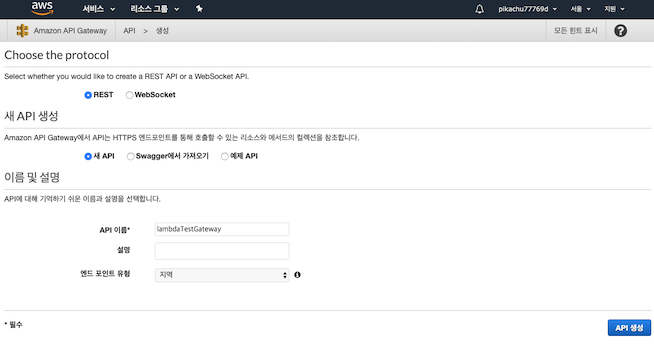 aws 서비스 리소스 그룹 pikachu77769d 서울 지원
Amazon API Gateway API > 생성 모든 힌트 표시 ?
Choose the protocol
Select whether you would like to create a REST API or a WebSocket API.
REST WebSocket
새 API 생성
Amazon API Gateway에서 API는 HTTPS 엔드포인트를 통해 호출할 수 있는 리소스와 메서드의 컬렉션을 참조합니다.
새 API Swagger에서 가져오기 예제 API
이름 및 설명
API에 대해 기억하기 쉬운 이름과 설명을 선택합니다.
API 이름* lambdaTestGateway
설명
엔드 포인트 유형 지역
* 필수 API 생성